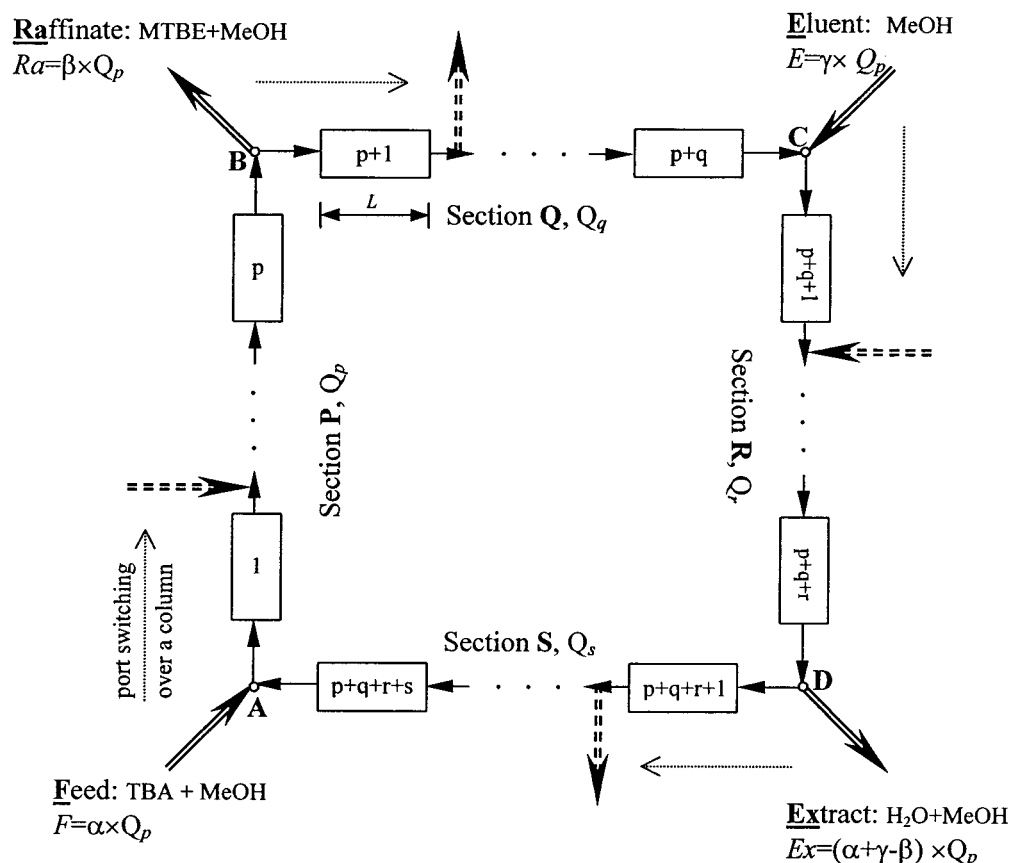 Raffinate: MTBE+MeOH
Ra=β×Qp
Eluent: MeOH
E=γ× Qp
B
p+1
. . .
p+q
C
L
Section Q, Qq
p
p+q+1
Section P, Qp
Section R, Qr
port switching
over a column
1
p+q+r
Section S, Qs
A
p+q+r+s
. . .
p+q+r+1
D
Feed: TBA + MeOH
F=α×Qp
Extract: H₂O+MeOH
Ex=(α+γ-β) ×Qp